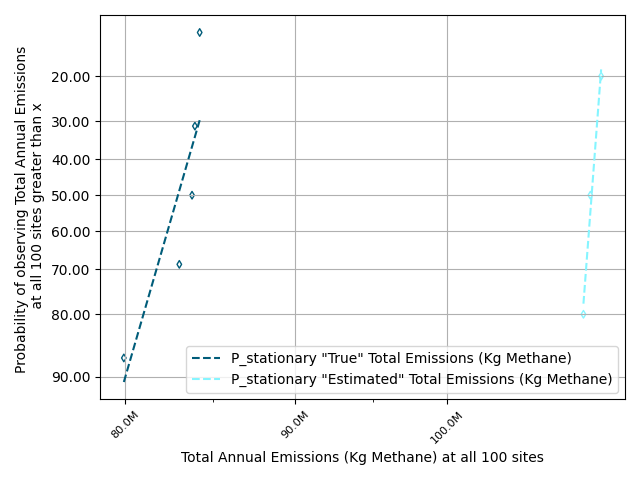 Probability of observing Total Annual Emissions
at all 100 sites greater than x
20.00
30.00
40.00
50.00
60.00
70.00
80.00
90.00
P_stationary "True" Total Emissions (Kg Methane)
P_stationary "Estimated" Total Emissions (Kg Methane)
80.0M
90.0M
100.0M
Total Annual Emissions (Kg Methane) at all 100 sites